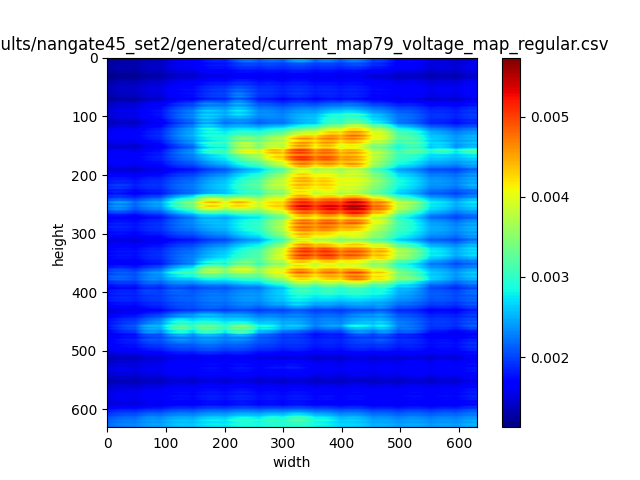 ults/nangate45_set2/generated/current_map79_voltage_map_regular.csv
0
100
200
300
400
500
600
height
0 100 200 300 400 500 600
width
0.005
0.004
0.003
0.002